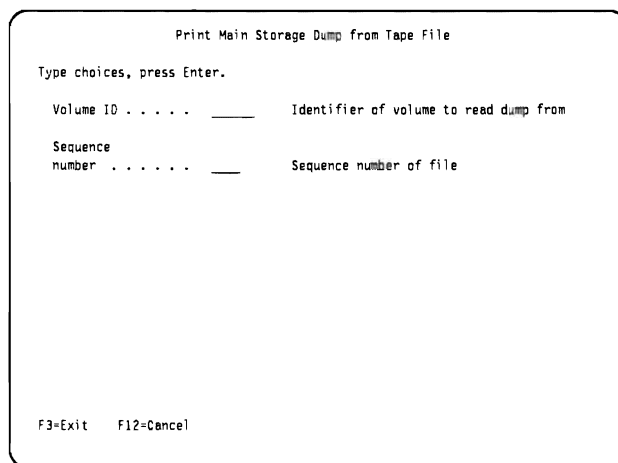 Print Main Storage Dump from Tape File
Type choices, press Enter.
Volume ID . . . . . _____ Identifier of volume to read dump from
Sequence
number . . . . . . ___ Sequence number of file
F3=Exit F12=Cancel